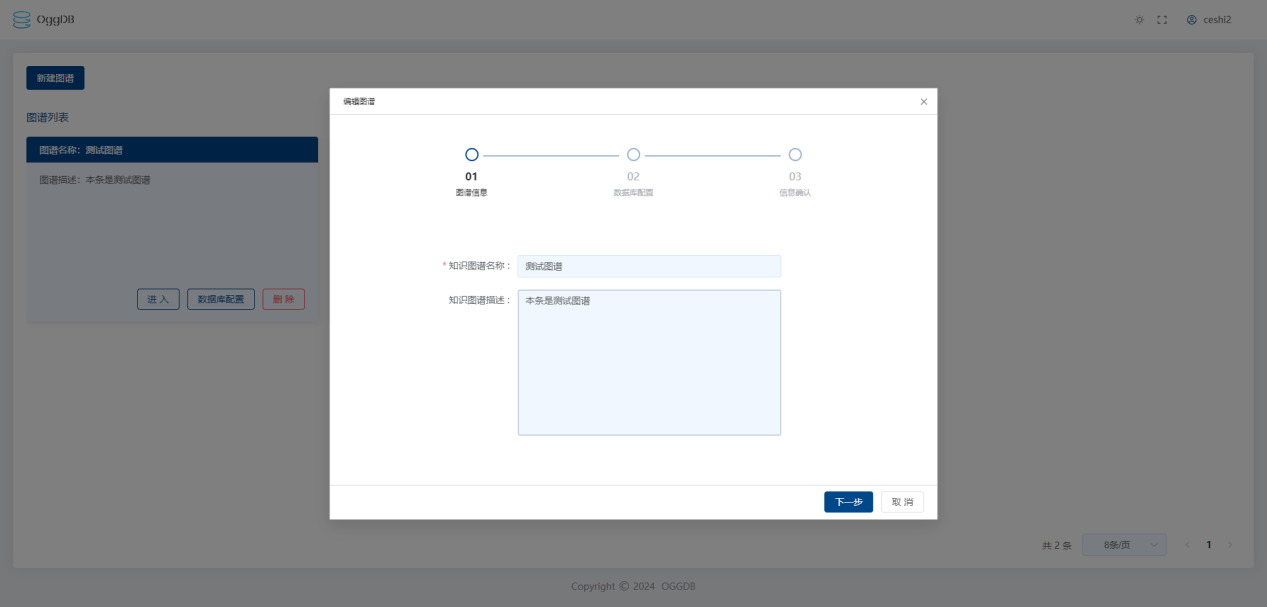 OggDB
ceshi2
新建图谱
图谱列表
图谱名称：测试图谱
图谱描述：本条是测试图谱
进 入
数据库配置
删 除
编辑图谱
01
图谱信息
02
数据库配置
03
信息确认
* 知识图谱名称：
测试图谱
知识图谱描述：
本条是测试图谱
下一步
取 消
共 2 条
8条/页
1
Copyright © 2024 OGGDB